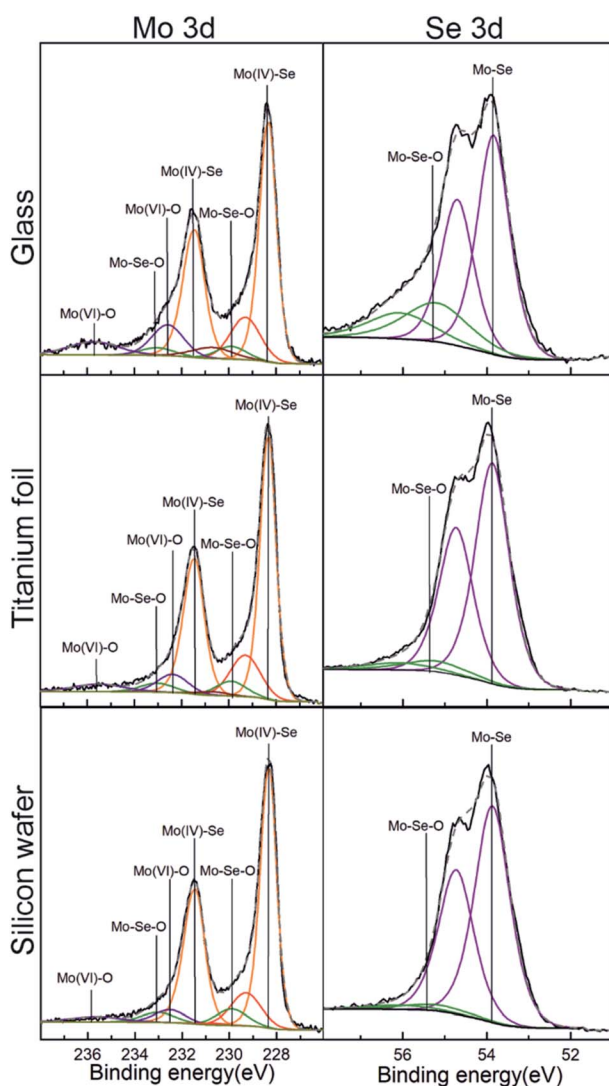 Mo 3d
Se 3d
Glass
Mo(IV)-Se
Mo(IV)-Se
Mo(VI)-O
Mo-Se-O
Mo-Se-O
Mo(VI)-O
Mo-Se
Mo-Se-O
Titanium foil
Mo(IV)-Se
Mo(IV)-Se
Mo(VI)-O
Mo-Se-O
Mo-Se-O
Mo(VI)-O
Mo-Se
Mo-Se-O
Silicon wafer
Mo(IV)-Se
Mo(IV)-Se
Mo(VI)-O
Mo-Se-O
Mo-Se-O
Mo(VI)-O
Mo-Se
Mo-Se-O
236 234 232 230 228
56 54 52
Binding energy(eV)
Binding energy(eV)